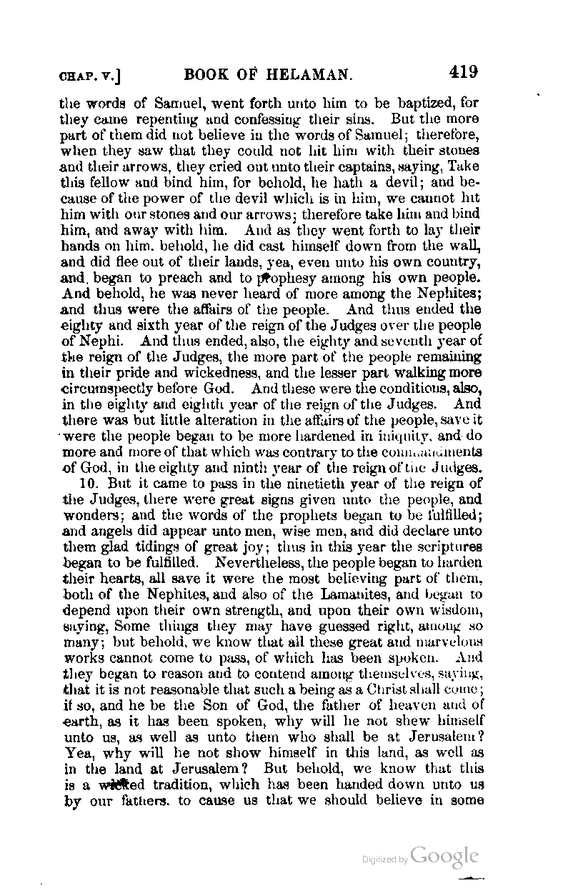 CHAP. V.] BOOK OF HELAMAN. 419
the words of Samuel, went forth unto him to be baptized, for
they came repenting and confessing their sins. But the more
part of them did not believe in the words of Samuel; therefore,
when they saw that they could not hit him with their stones
and their arrows, they cried out unto their captains, saying, Take
this fellow and bind him, for behold, he hath a devil; and be-
cause of the power of the devil which is in him, we cannot hit
him with our stones and our arrows; therefore take him and bind
him, and away with him. And as they went forth to lay their
hands on him. behold, he did cast himself down from the wall,
and did flee out of their lands, yea, even unto his own country,
and. began to preach and to prophesy among his own people.
And behold, he was never heard of more among the Nephites;
and thus were the affairs of the people. And thus ended the
eighty and sixth year of the reign of the Judges over the people
of Nephi. And thus ended, also, the eighty and seventh year of
the reign of the Judges, the more part of the people remaining
in their pride and wickedness, and the lesser part walking more
circumspectly before God. And these were the conditions, also,
in the eighty and eighth year of the reign of the Judges. And
there was but little alteration in the affairs of the people, save it
were the people began to be more hardened in iniquity, and do
more and more of that which was contrary to the commandments
of God, in the eighty and ninth year of the reign of the Judges.
10. But it came to pass in the ninetieth year of the reign of
the Judges, there were great signs given unto the people, and
wonders; and the words of the prophets began to be fulfilled;
and angels did appear unto men, wise men, and did declare unto
them glad tidings of great joy; thus in this year the scriptures
began to be fulfilled. Nevertheless, the people began to harden
their hearts, all save it were the most believing part of them,
both of the Nephites, and also of the Lamanites, and began to
depend upon their own strength, and upon their own wisdom,
saying, Some things they may have guessed right, among so
many; but behold, we know that all these great and marvelous
works cannot come to pass, of which has been spoken. And
they began to reason and to contend among themselves, saying,
that it is not reasonable that such a being as a Christ shall come;
if so, and he be the Son of God, the father of heaven and of
earth, as it has been spoken, why will he not shew himself
unto us, as well as unto them who shall be at Jerusalem?
Yea, why will he not show himself in this land, as well as
in the land at Jerusalem? But behold, we know that this
is a wicked tradition, which has been handed down unto us
by our fathers. to cause us that we should believe in some
Digitized by Google